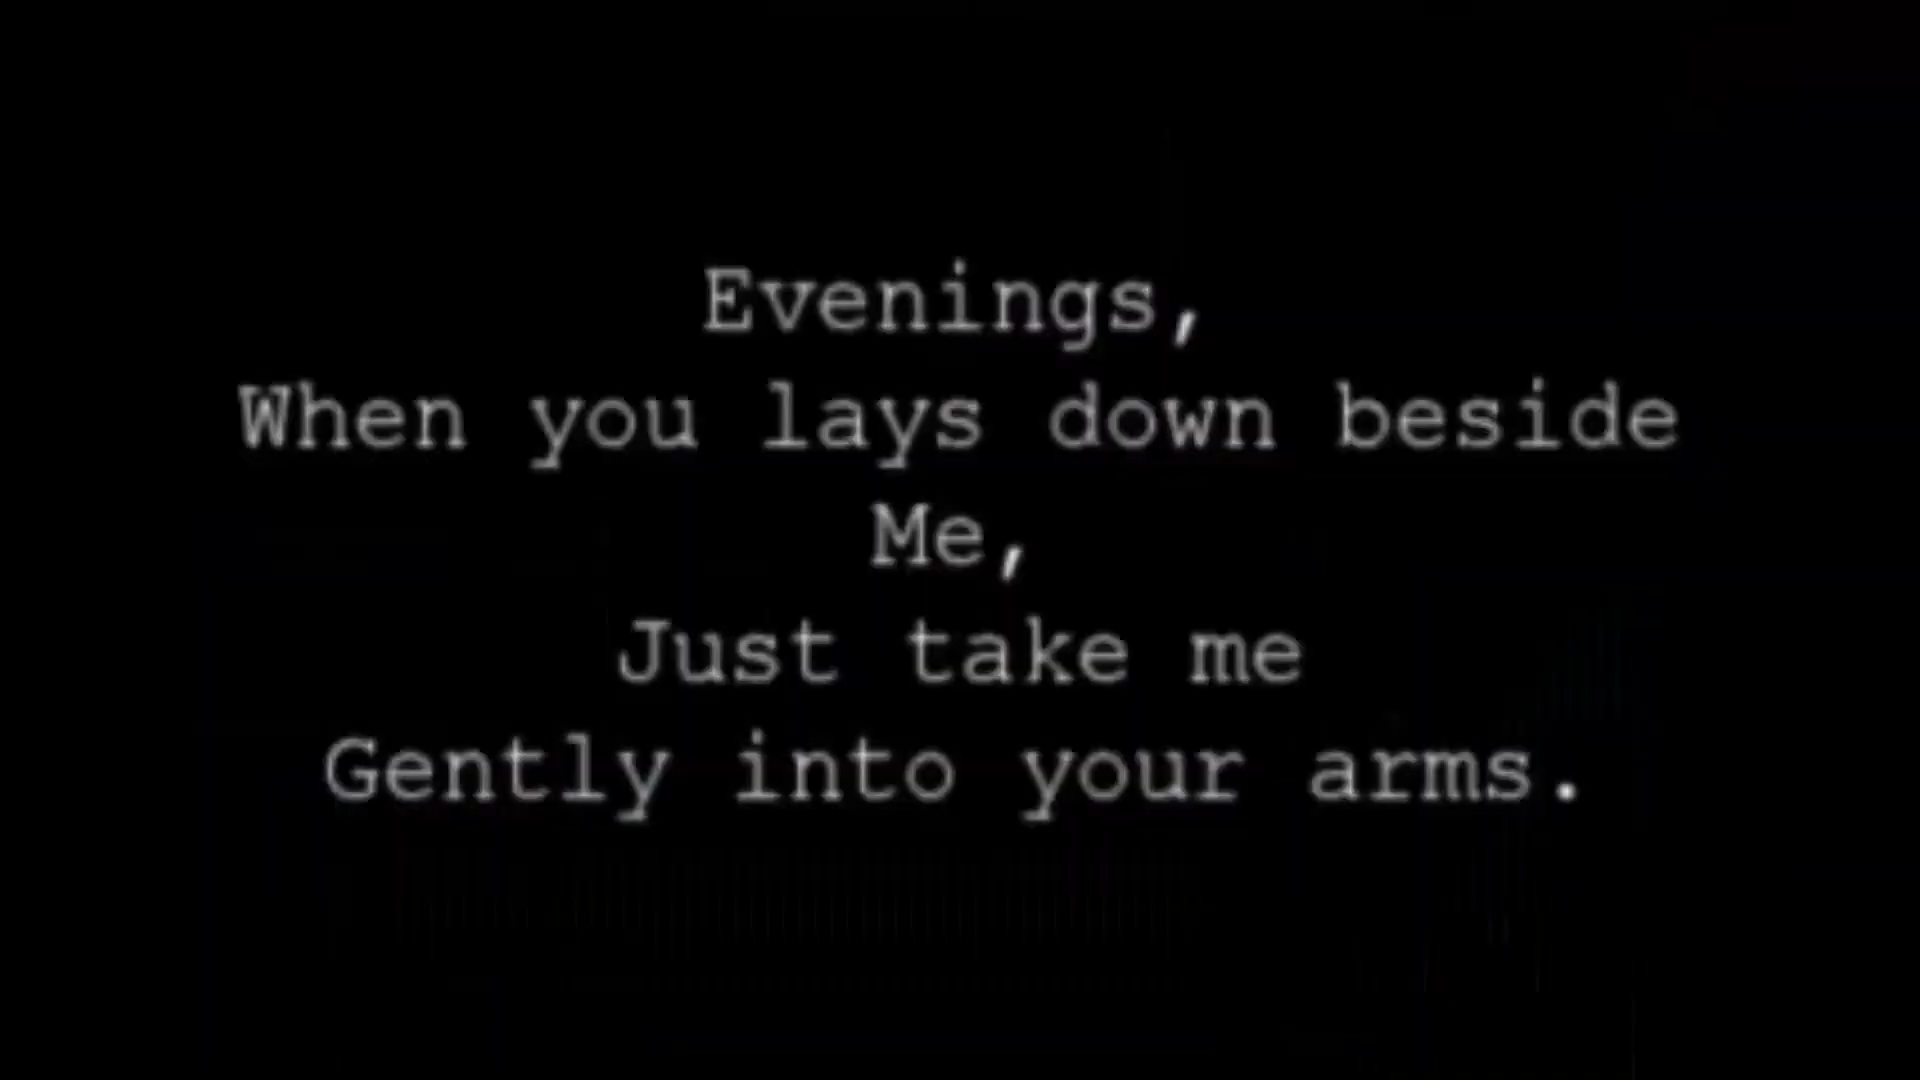 Evenings,
When you lays down beside
Me,
Just take me
Gently into your arms.